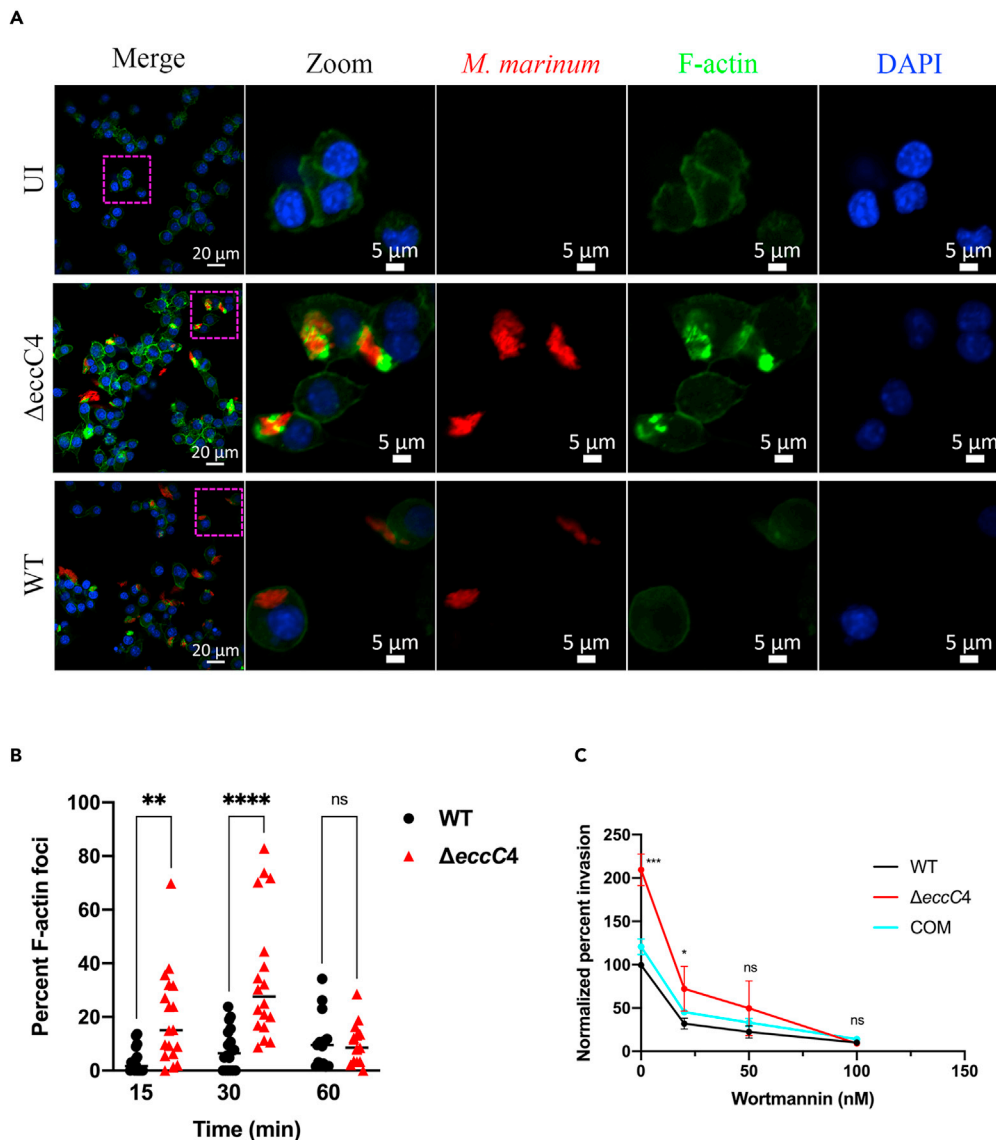 A
Merge Zoom M. marinum F-actin DAPI
UI
20 μm 5 μm 5 μm 5 μm 5 μm
ΔeccC4
20 μm 5 μm 5 μm 5 μm 5 μm
WT
20 μm 5 μm 5 μm 5 μm 5 μm
B
Percent F-actin foci
100
80
60
40
20
0
** **** ns
15 30 60
Time (min)
WT
ΔeccC4
C
Normalized percent invasion
250
200
150
100
50
0
***
*
ns
ns
0 50 100 150
Wortmannin (nM)
WT
ΔeccC4
COM